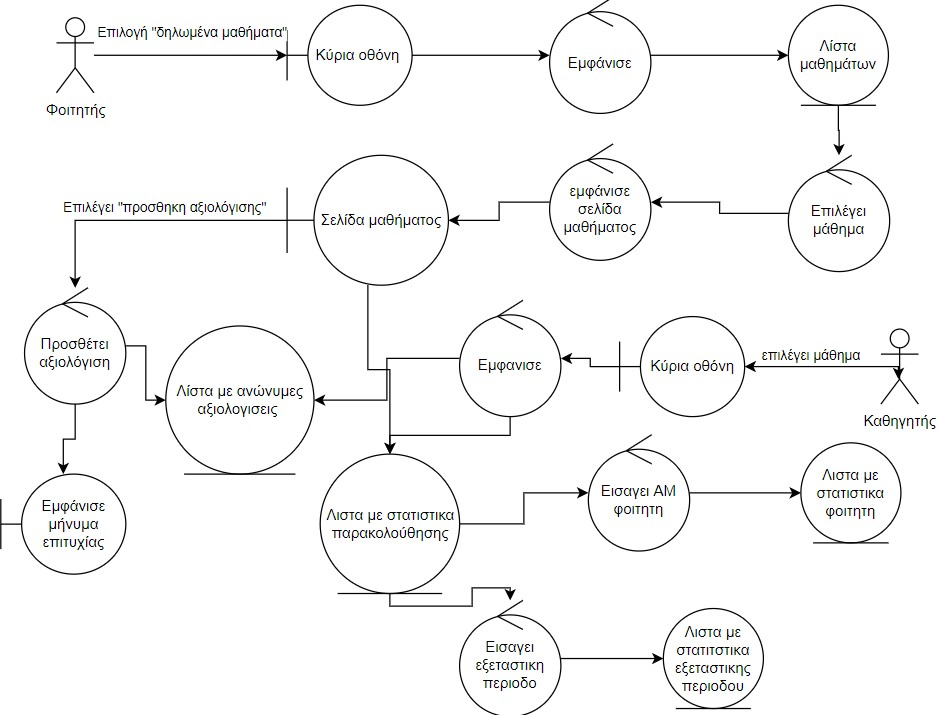 Επιλογή "δηλωμένα μαθήματα"
Φοιτητής
Κύρια οθόνη
Εμφάνισε
Λίστα
μαθημάτων
Επιλέγει "προσθηκη αξιολόγισης"
Σελίδα μαθήματος
εμφάνισε
σελίδα
μαθήματος
Επιλέγει
μάθημα
Προσθέτει
αξιολόγιση
Λίστα με ανώνυμες
αξιολογισεις
Εμφανισε
Κύρια οθόνη
επιλέγει μάθημα
Καθηγητής
Εμφάνισε
μήνυμα
επιτυχίας
Λιστα με στατιστικα
παρακολούθησης
Εισαγει ΑΜ
φοιτητη
Λιστα με
στατιστικα
φοιτητη
Εισαγει
εξεταστικη
περιοδο
Λιστα με
στατιτστικα
εξεταστικης
περιοδου